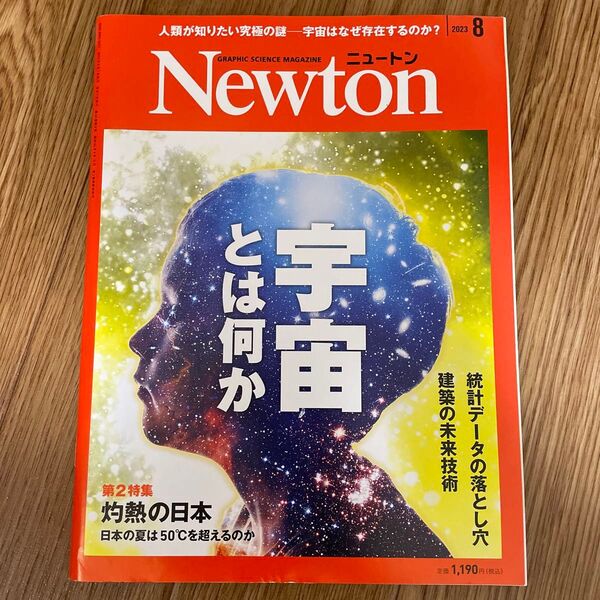 人類が知りたい究極の謎──宇宙はなぜ存在するのか?
2023 8
GRAPHIC SCIENCE MAGAZINE
ニュートン
Newton
宇宙
とは何か
統計データの落とし穴
建築の未来技術
第2特集
灼熱の日本
日本の夏は50℃を超えるのか
定価1,190円(税込)